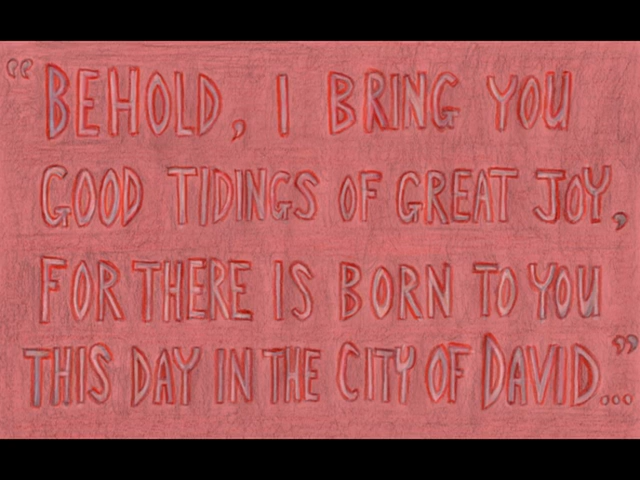 “BEHOLD, I BRING YOU
GOOD TIDINGS OF GREAT JOY,
FOR THERE IS BORN TO YOU
THIS DAY IN THE CITY OF DAVID...”